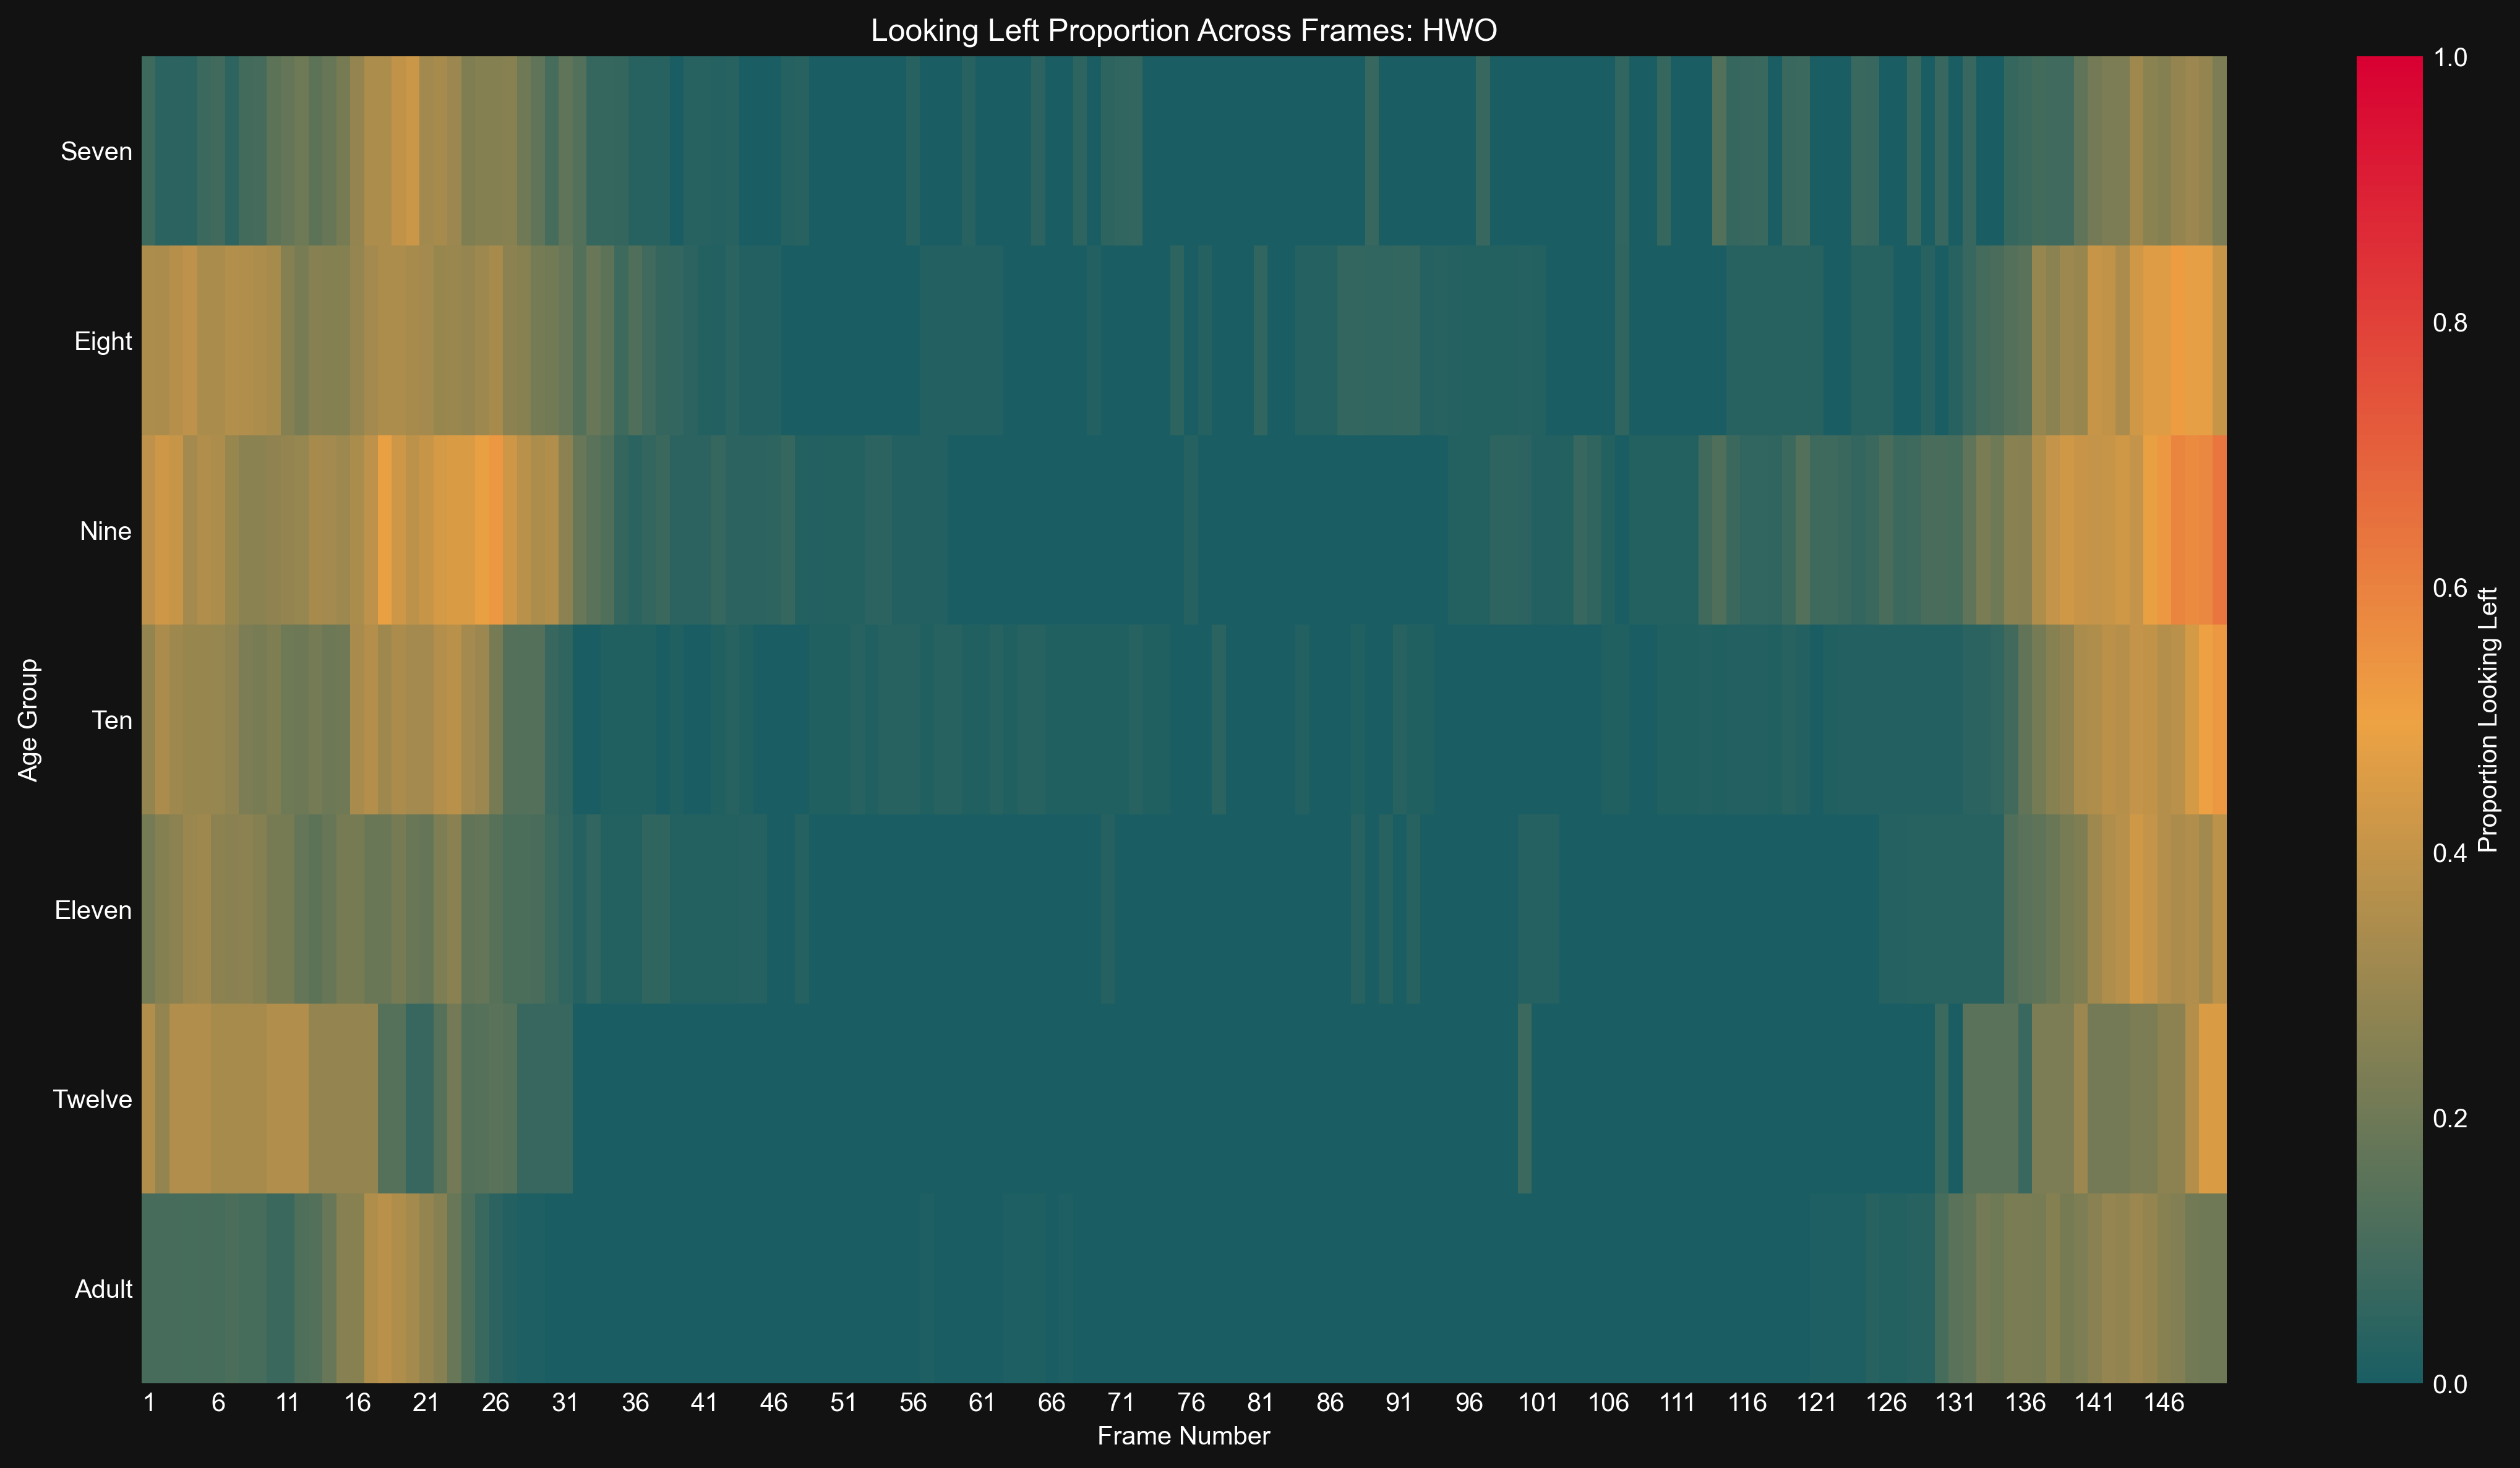 Looking Left Proportion Across Frames: HWO
Age Group
Seven
Eight
Nine
Ten
Eleven
Twelve
Adult
1 6 11 16 21 26 31 36 41 46 51 56 61 66 71 76 81 86 91 96 101 106 111 116 121 126 131 136 141 146
Frame Number
1.0
0.8
0.6
0.4
0.2
0.0
Proportion Looking Left